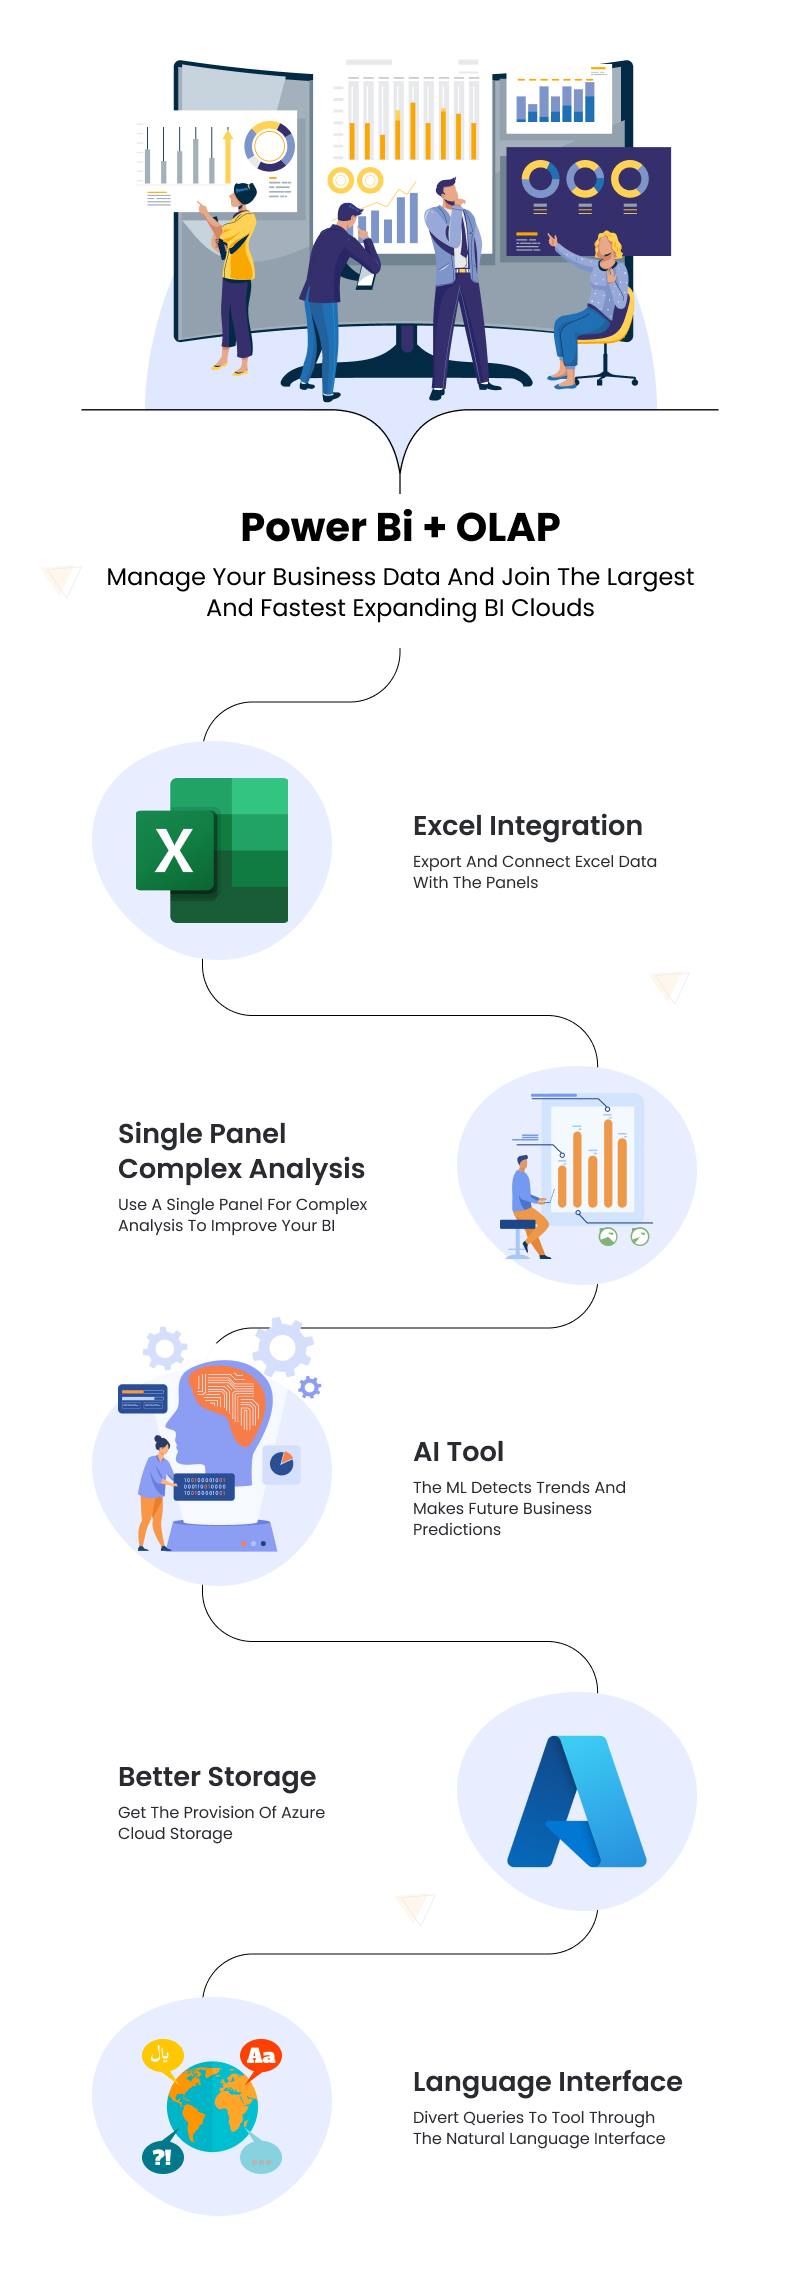 Power Bi + OLAP
Manage Your Business Data And Join The Largest
And Fastest Expanding BI Clouds
X
Excel Integration
Export And Connect Excel Data
With The Panels
Single Panel
Complex Analysis
Use A Single Panel For Complex
Analysis To Improve Your BI
100100001001
000110010000
100100001001
AI Tool
The ML Detects Trends And
Makes Future Business
Predictions
Better Storage
Get The Provision Of Azure
Cloud Storage
Aa
?!
Language Interface
Divert Queries To Tool Through
The Natural Language Interface